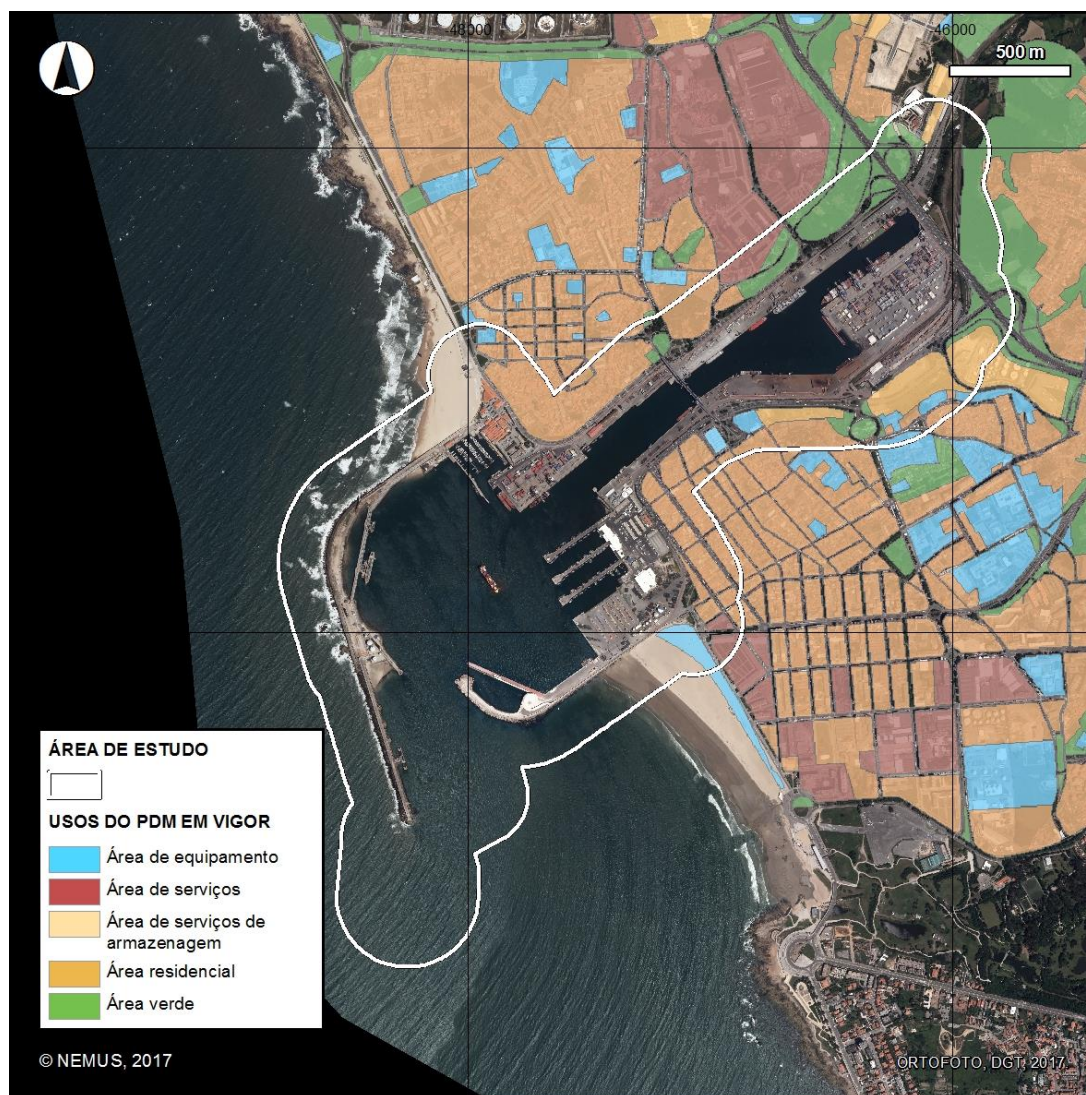 48000
46000
500 m
ÁREA DE ESTUDO
USOS DO PDM EM VIGOR
Área de equipamento
Área de serviços
Área de serviços de
armazenagem
Área residencial
Área verde
© NEMUS, 2017
ORTOFOTO, DGT, 2017